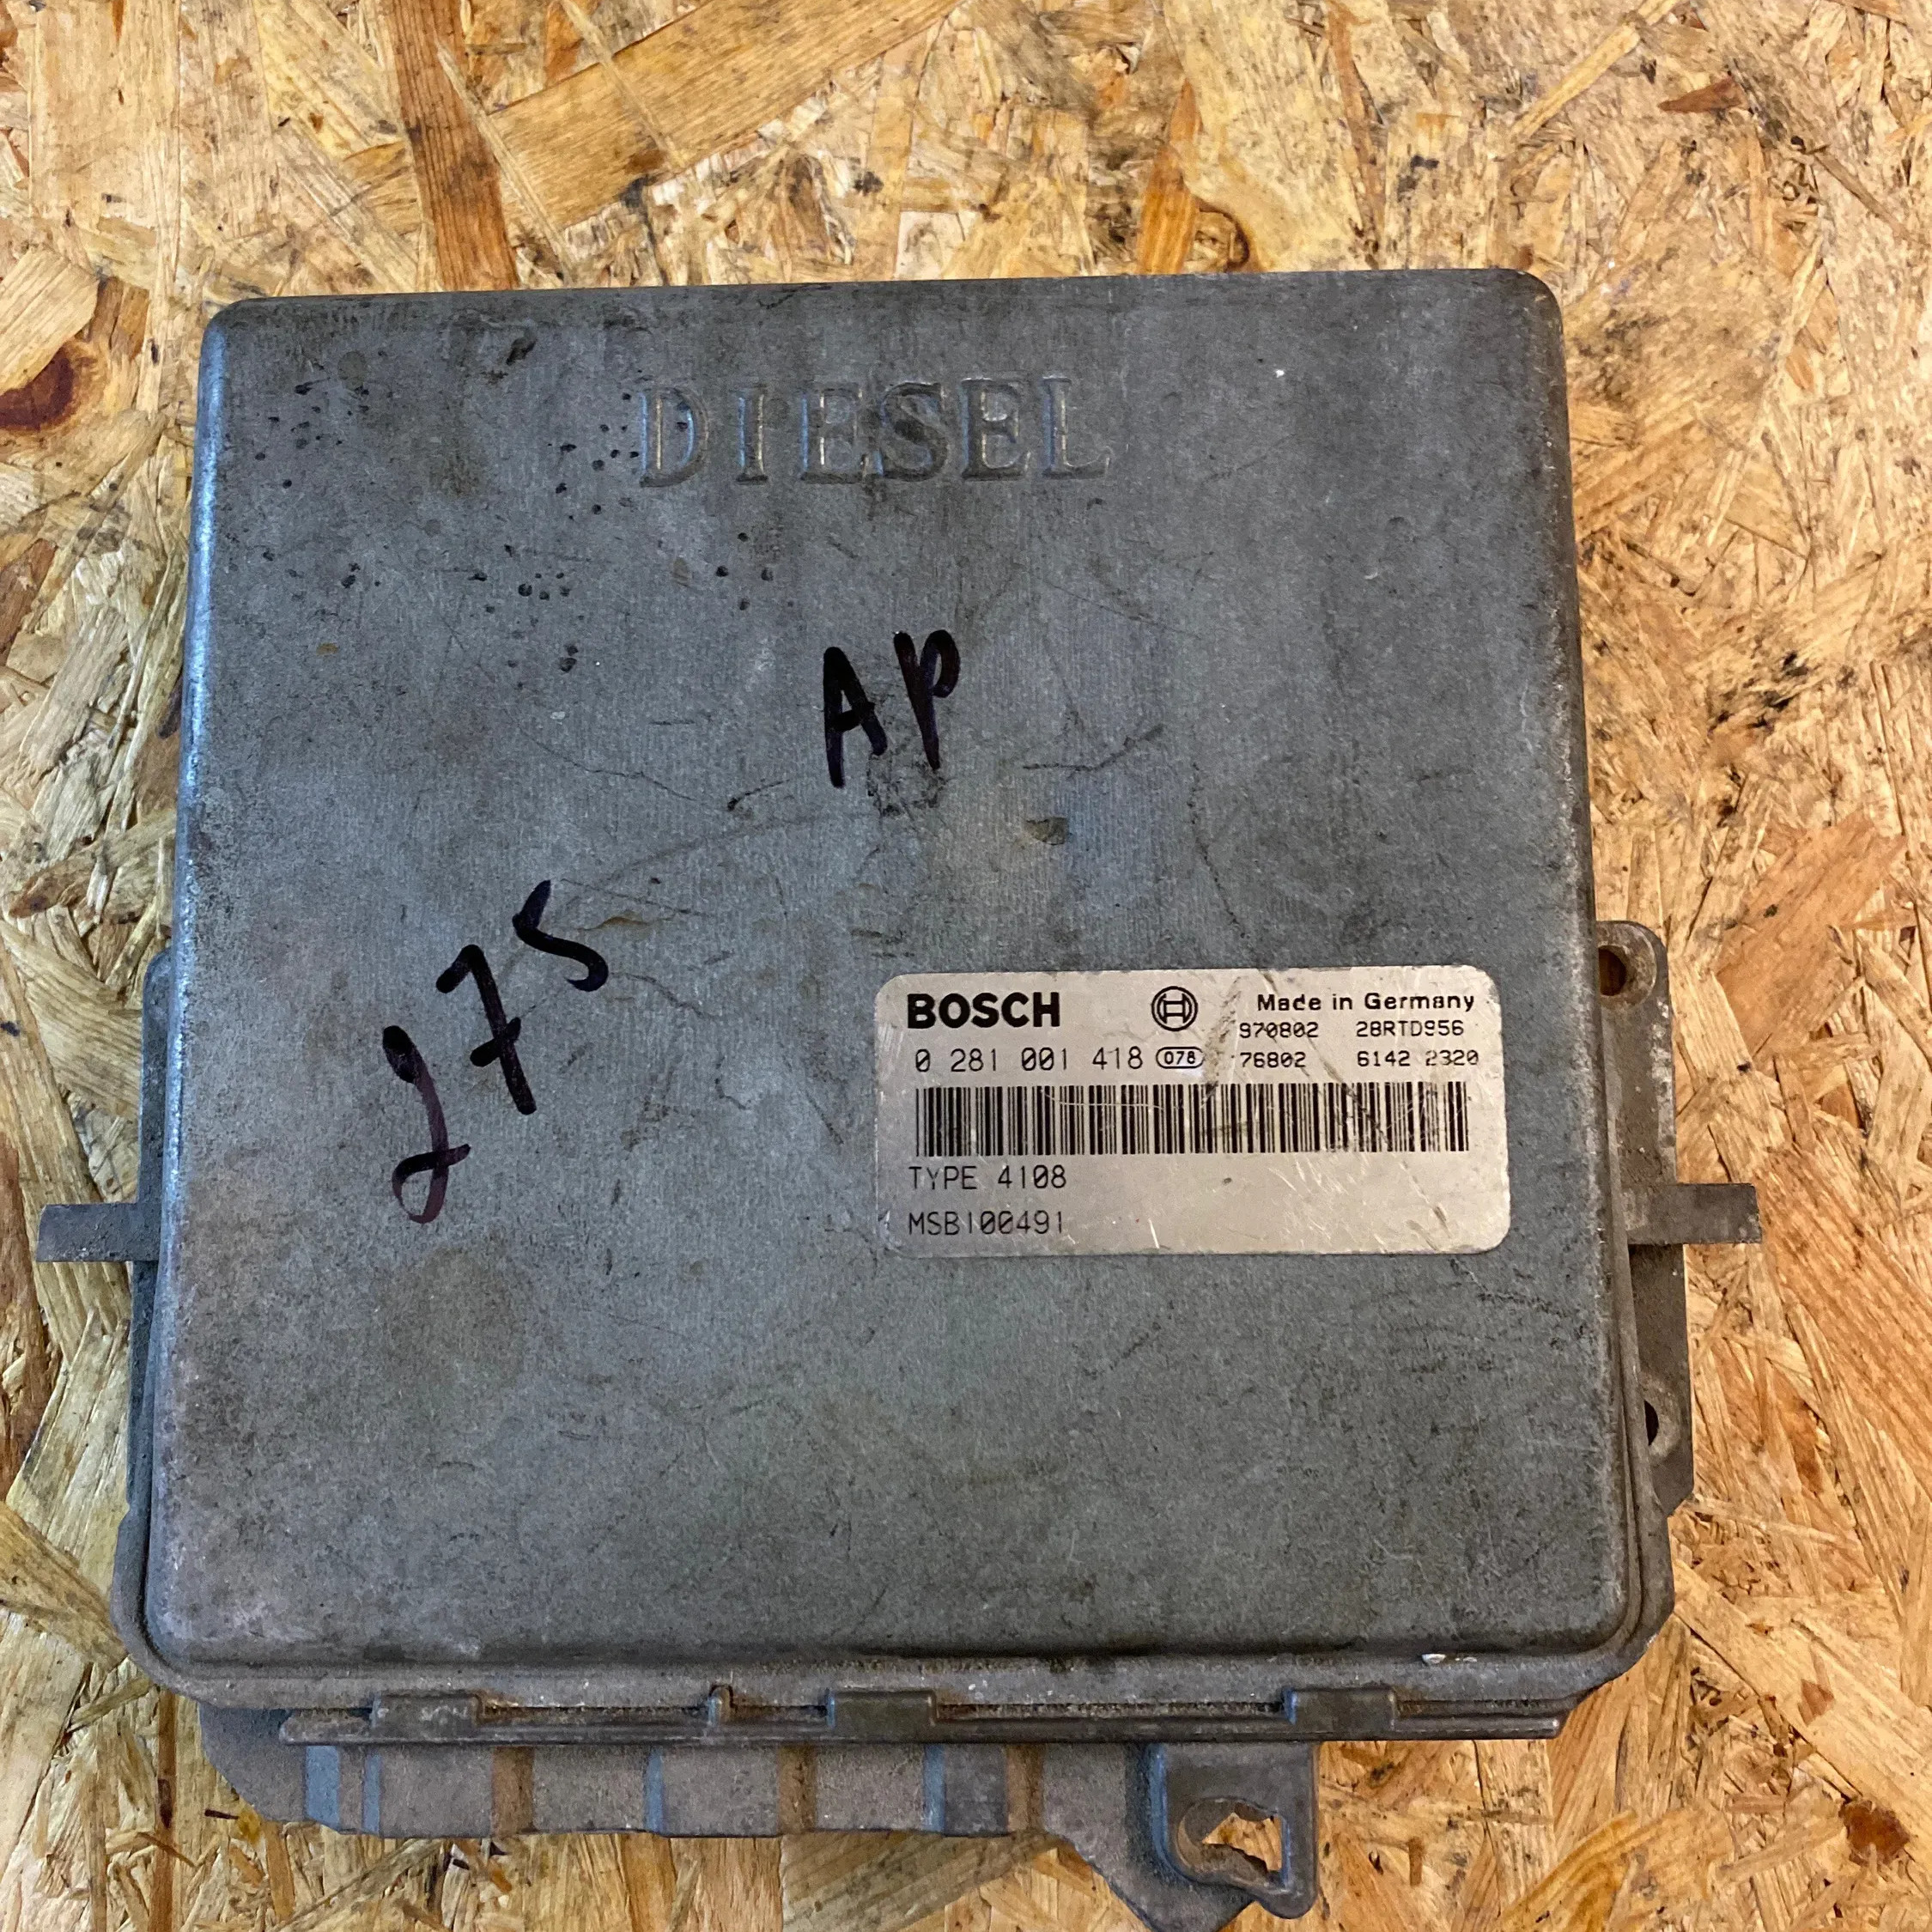 DIESEL
AP
275
BOSCH Made in Germany
970802 28RTD956
0 281 001 418 078 76802 6142 2320
TYPE 4108
MSB100491